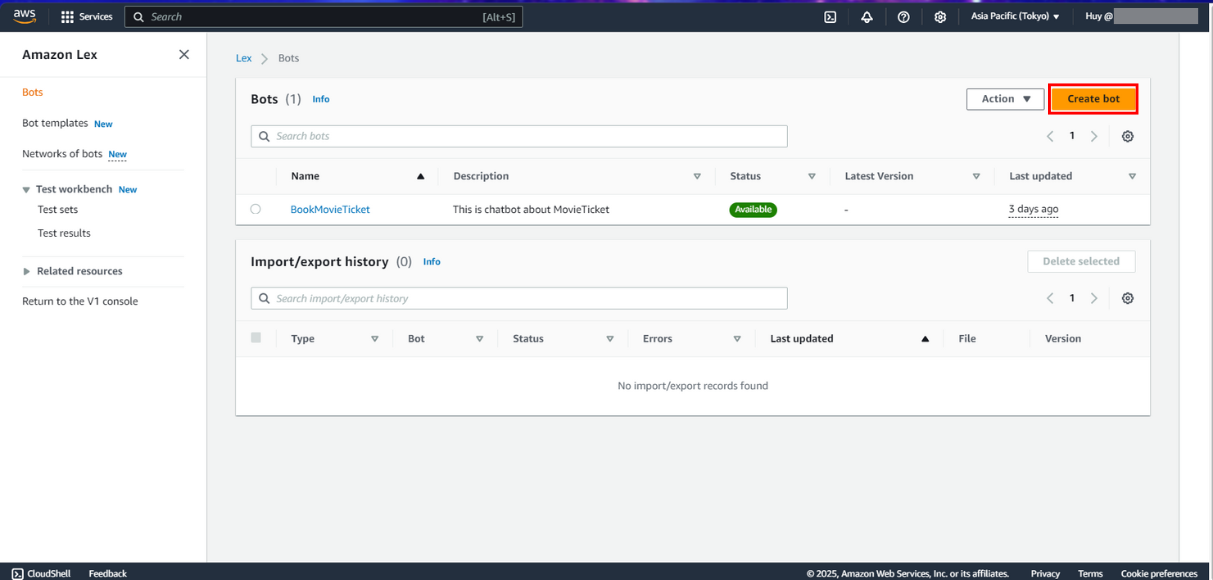 aws Services Search [Alt+S] Asia Pacific (Tokyo) Huy @
Amazon Lex
Bots
Bot templates New
Networks of bots New
Test workbench New
Test sets
Test results
Related resources
Return to the V1 console
Lex Bots
Bots (1) Info Action Create bot
Search bots 1
Name Description Status Latest Version Last updated
BookMovieTicket This is chatbot about MovieTicket Available - 3 days ago
Import/export history (0) Info Delete selected
Search import/export history 1
Type Bot Status Errors Last updated File Version
No import/export records found
CloudShell Feedback © 2025, Amazon Web Services, Inc. or its affiliates. Privacy Terms Cookie preferences